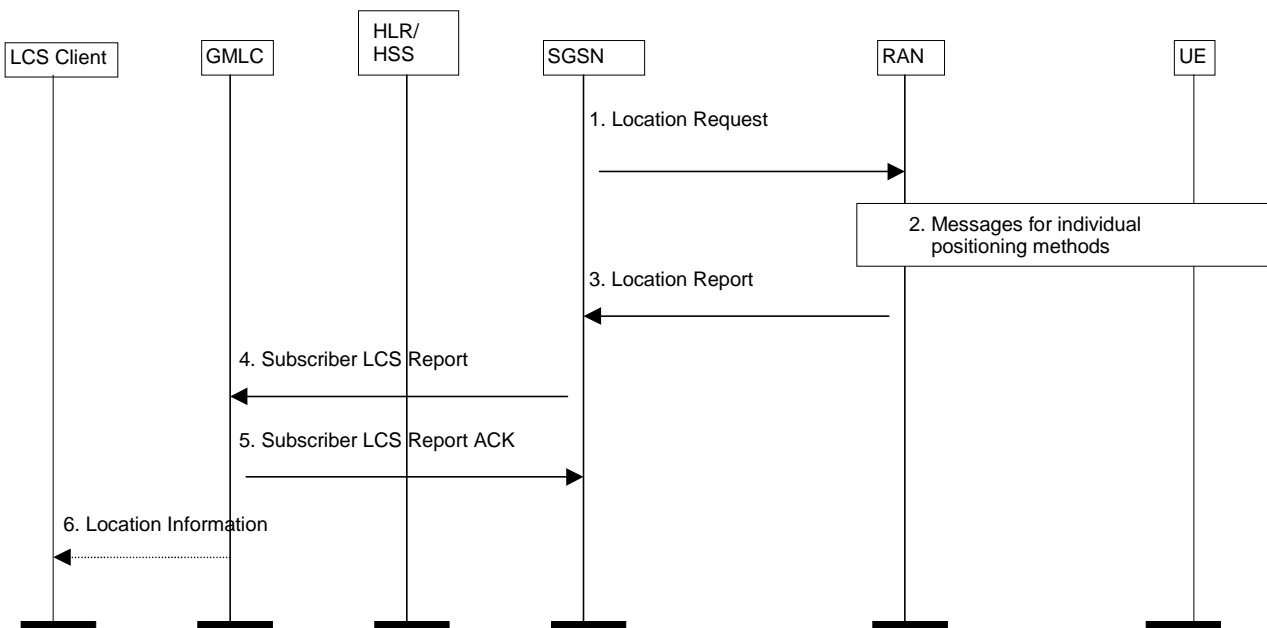 LCS Client
GMLC
HLR/
HSS
SGSN
RAN
UE
1. Location Request
2. Messages for individual
positioning methods
3. Location Report
4. Subscriber LCS Report
5. Subscriber LCS Report ACK
6. Location Information